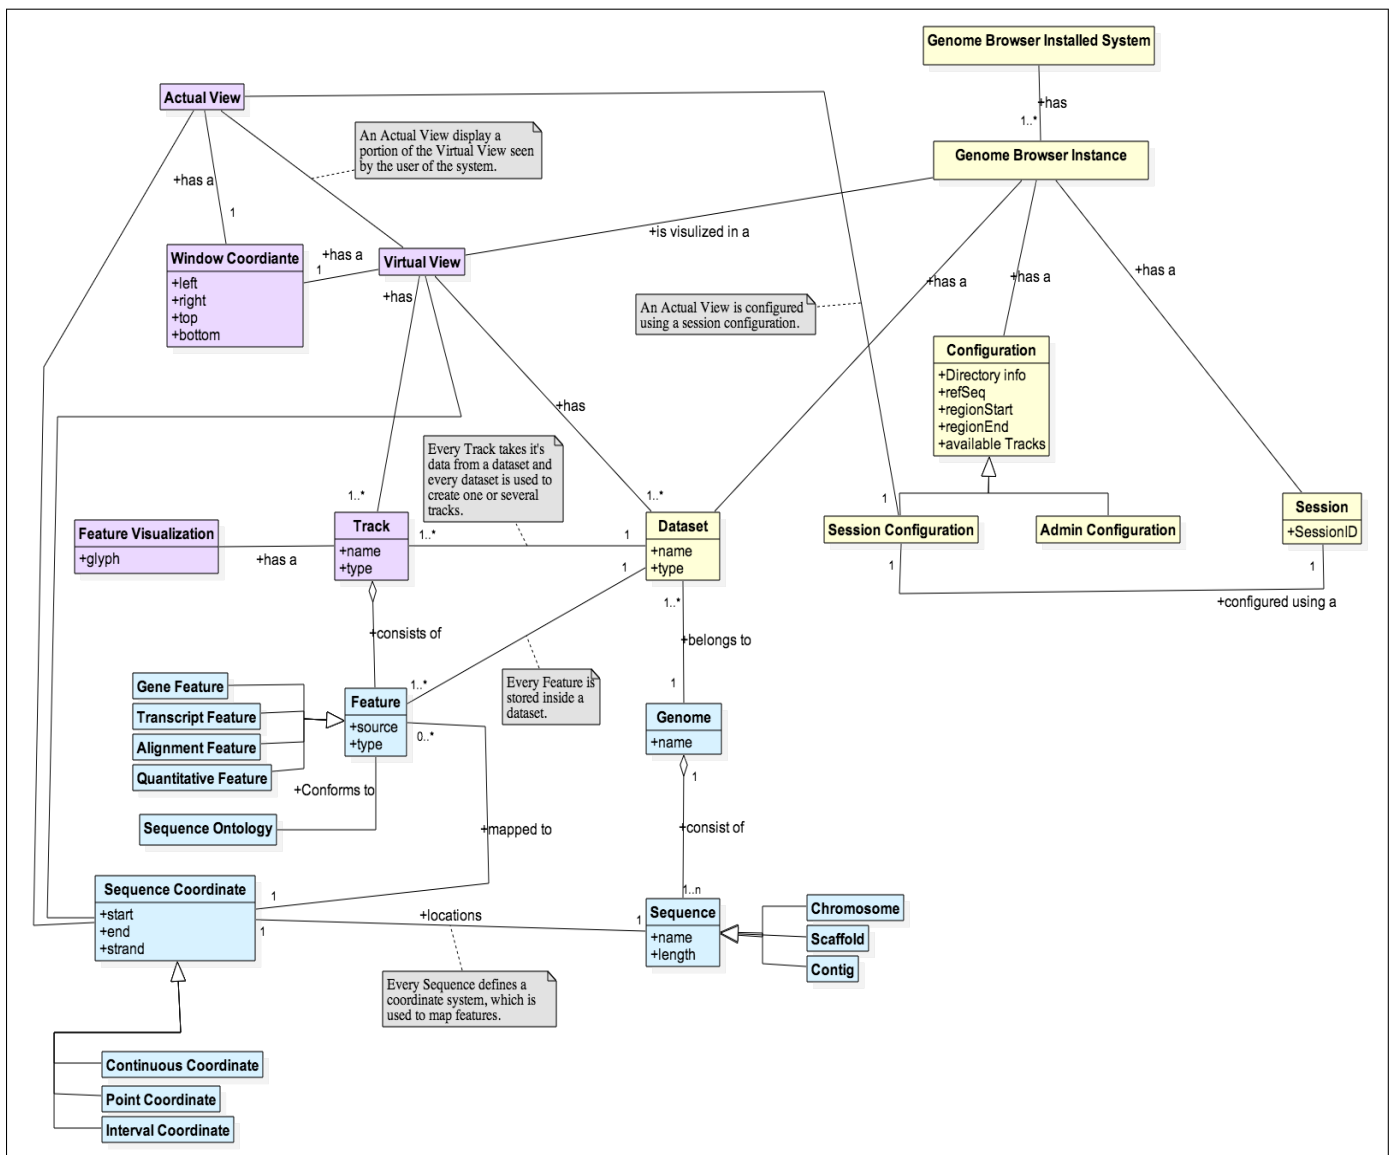 Genome Browser Installed System
+has
1..*
Genome Browser Instance
Actual View
An Actual View display a
portion of the Virtual View seen
by the user of the system.
+has a
1
+is visulized in a
Window Coordiante
+left
+right
+top
+bottom
+has a
1
Virtual View
+has
+has a
+has a
+has a
An Actual View is configured
using a session configuration.
Configuration
+Directory info
+refSeq
+regionStart
+regionEnd
+available Tracks
+has
Every Track takes it's
data from a dataset and
every dataset is used to
create one or several
tracks.
1..*
1..*
1
Feature Visualization
+glyph
+has a
Track
+name
+type
1..*
1
Dataset
+name
+type
1
Session Configuration
Admin Configuration
Session
+SessionID
1
1
+configured using a
1..*
+consists of
+belongs to
Gene Feature
Transcript Feature
Alignment Feature
Quantitative Feature
1..*
Feature
+source
+type
0..*
Every Feature is
stored inside a
dataset.
1
Genome
+name
1
+Conforms to
Sequence Ontology
+mapped to
+consist of
Sequence Coordinate
+start
+end
+strand
1
1
+locations
1..n
1
Sequence
+name
+length
Chromosome
Scaffold
Contig
Every Sequence defines a
coordinate system, which is
used to map features.
Continuous Coordinate
Point Coordinate
Interval Coordinate